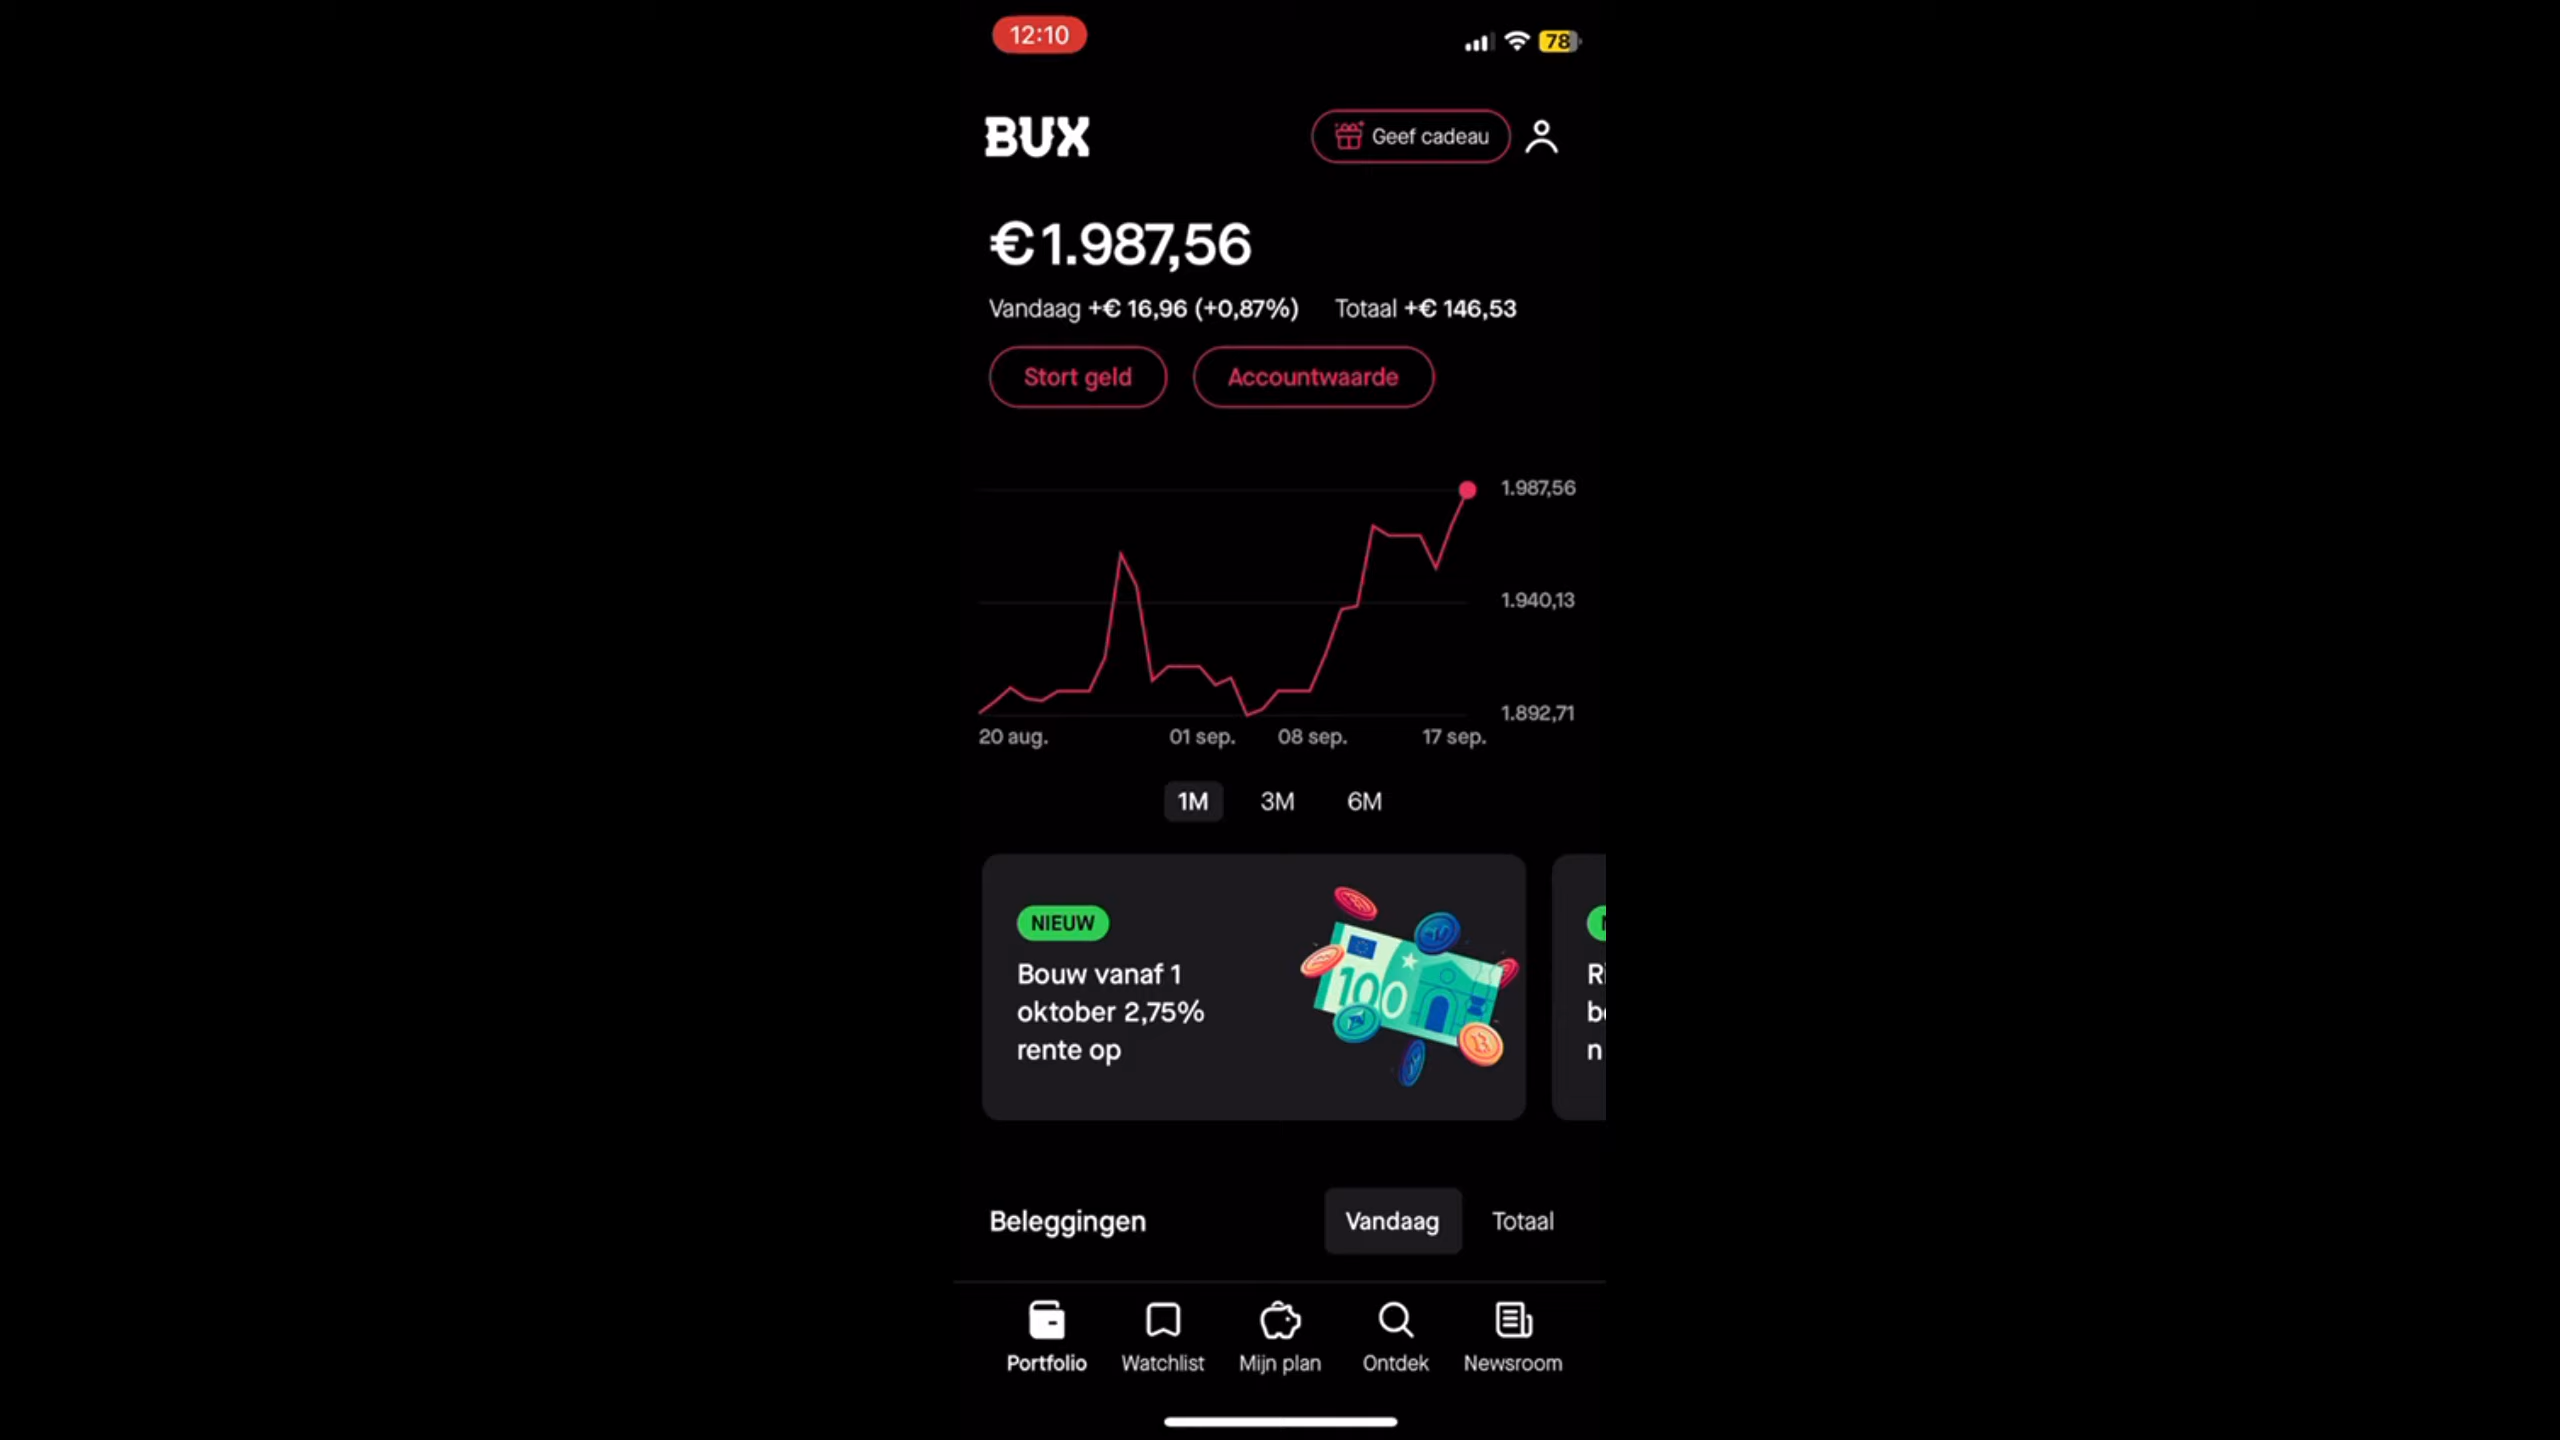 12:10
78
BUX
Geef cadeau
€1.987,56
Vandaag +€ 16,96 (+0,87%) Totaal +€ 146,53
Stort geld
Accountwaarde
1.987,56
1.940,13
1.892,71
20 aug. 01 sep. 08 sep. 17 sep.
1M 3M 6M
NIEUW
Bouw vanaf 1
oktober 2,75%
rente op
100
Beleggingen
Vandaag
Totaal
Portfolio Watchlist Mijn plan Ontdek Newsroom